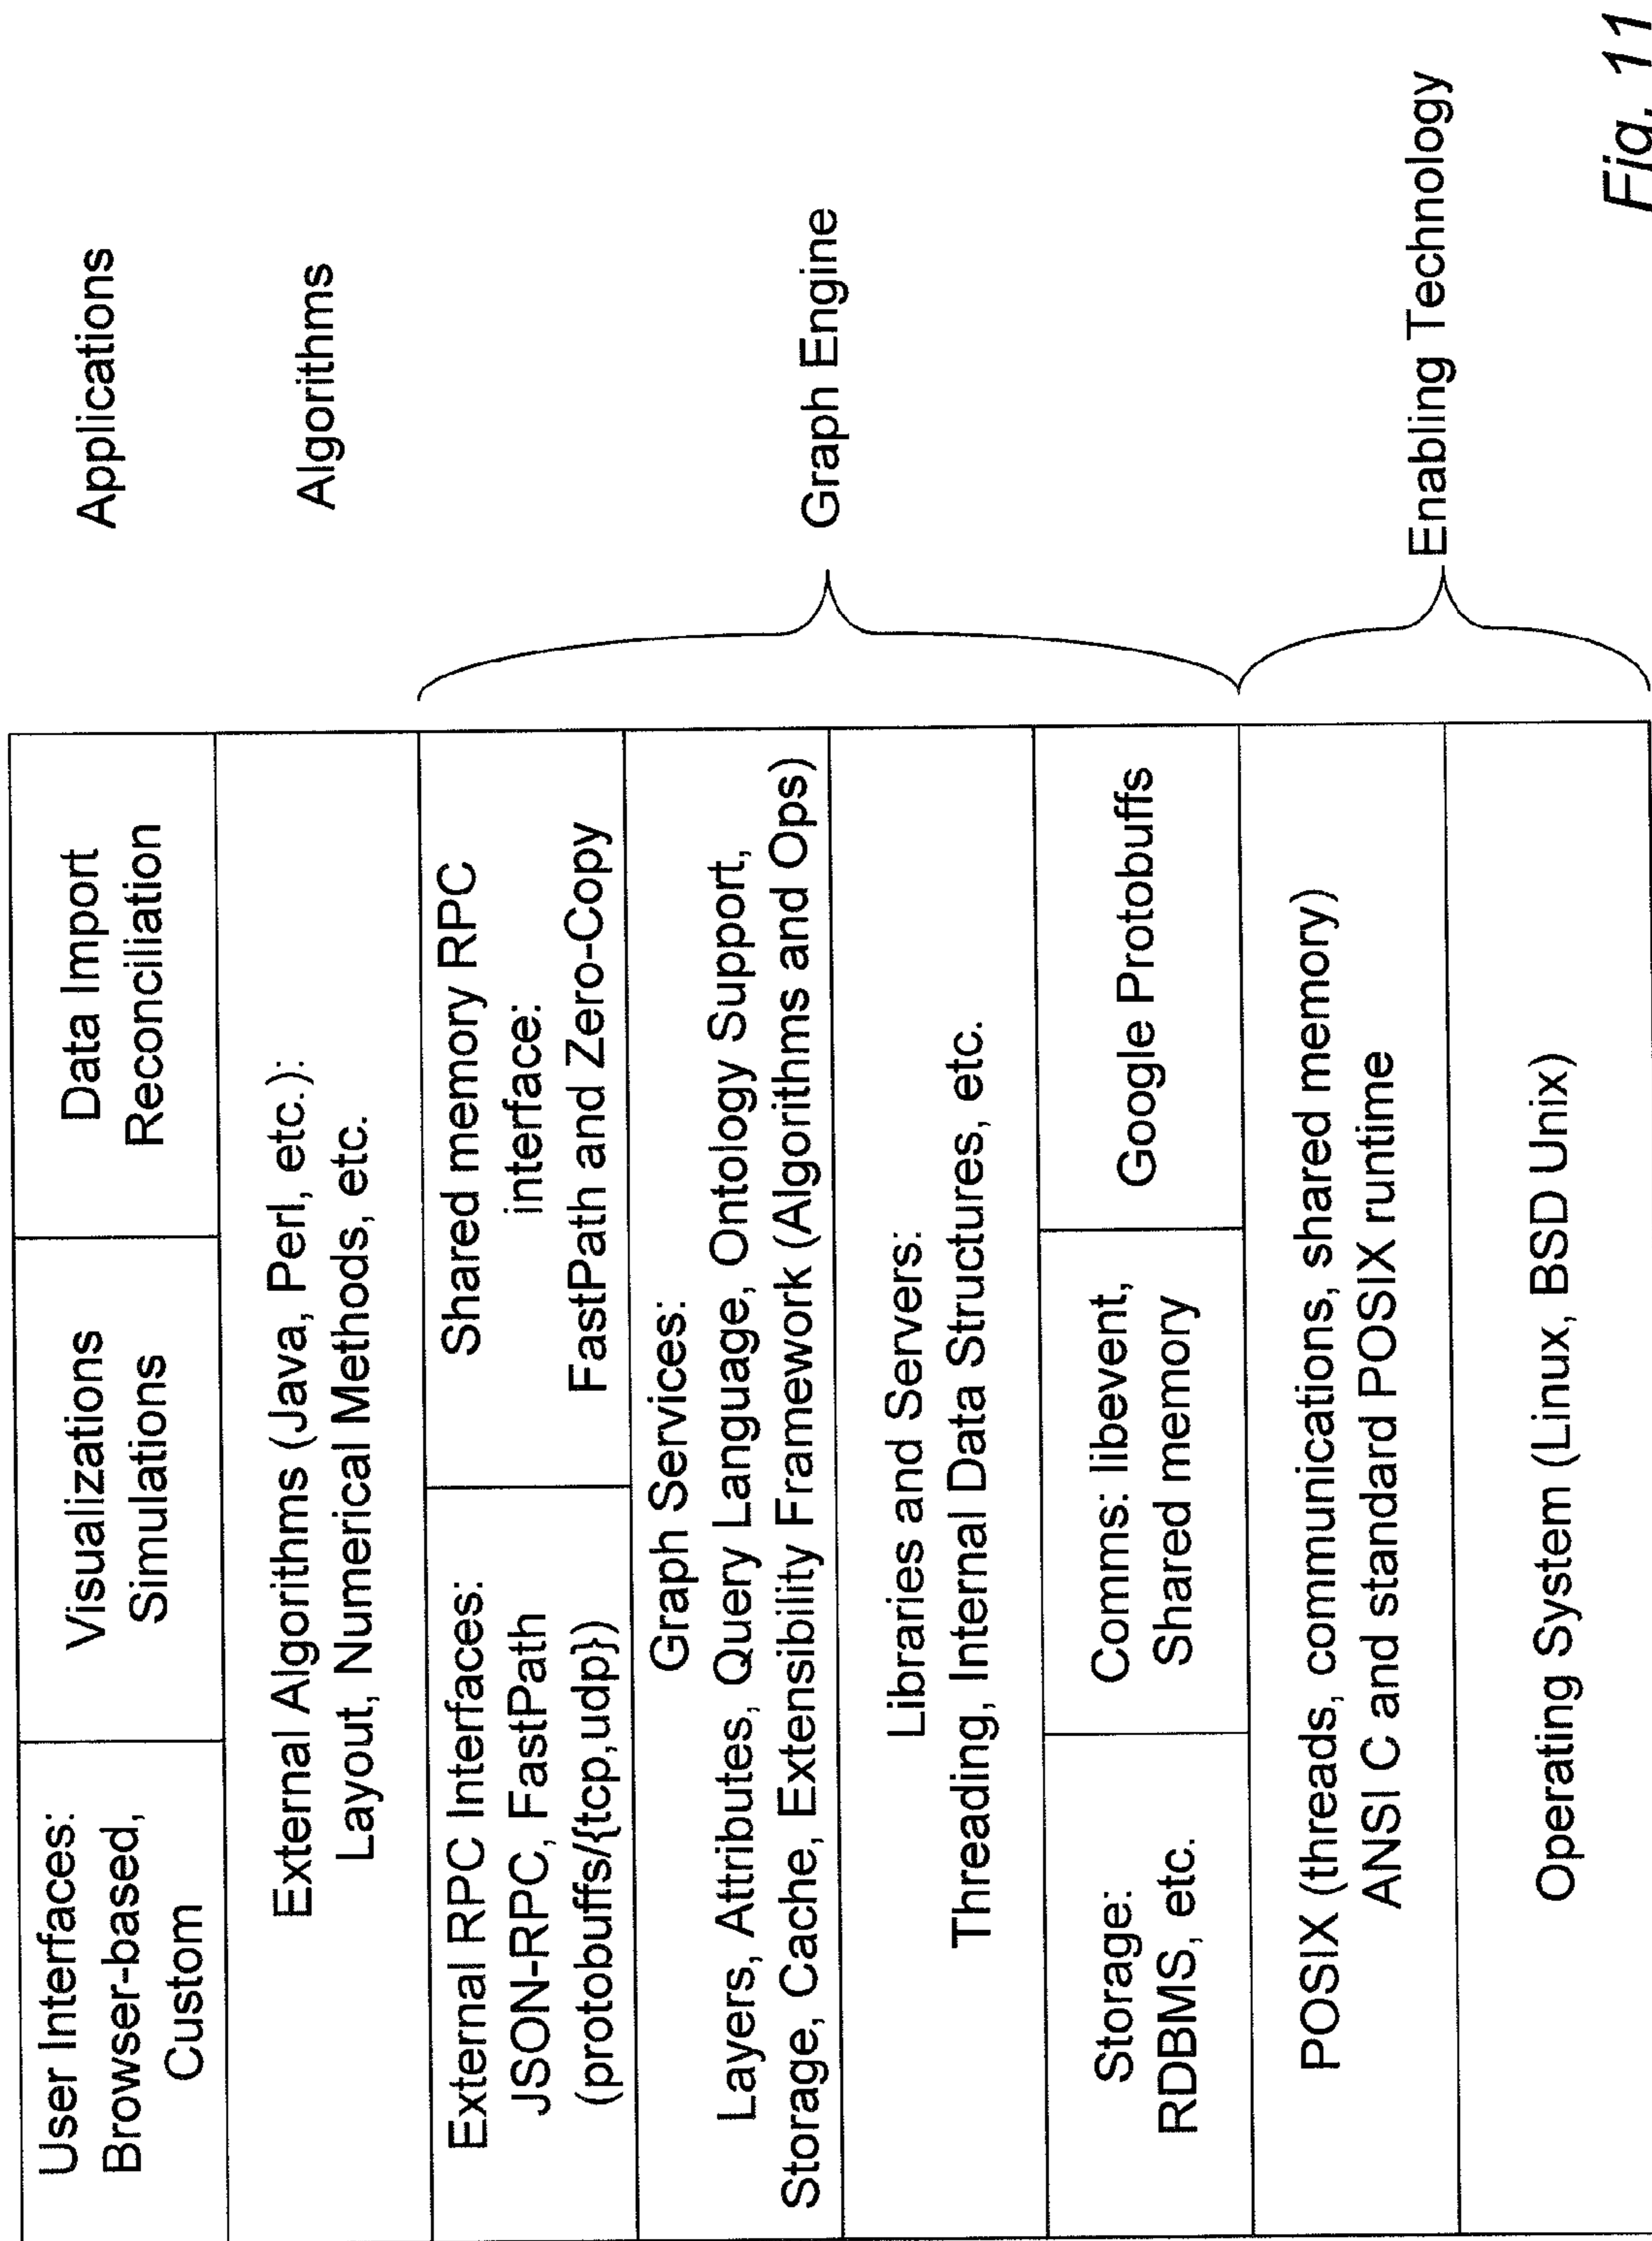 User Interfaces:
Browser-based,
Custom
Visualizations
Simulations
Data Import
Reconciliation
Applications
External Algorithms (Java, Perl, etc.):
Layout, Numerical Methods, etc.
Algorithms
External RPC Interfaces:
JSON-RPC, FastPath
(protobuffs/{tcp,udp})
Shared memory RPC
interface:
FastPath and Zero-Copy
Graph Services:
Layers, Attributes, Query Language, Ontology Support,
Storage, Cache, Extensibility Framework (Algorithms and Ops)
Libraries and Servers:
Threading, Internal Data Structures, etc.
Storage:
RDBMS, etc.
Comms: libevent,
Shared memory
Google Protobuffs
Graph Engine
POSIX (threads, communications, shared memory)
ANSI C and standard POSIX runtime
Operating System (Linux, BSD Unix)
Enabling Technology
Fig. 11